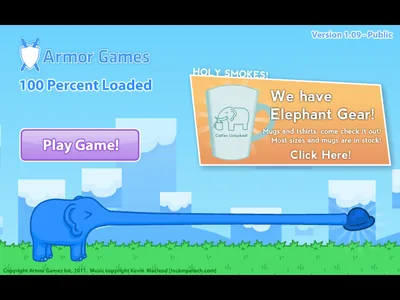 Version 1.09 - Public
Armor Games
100 Percent Loaded
HOLY SMOKES!
We have
Elephant Gear!
Mugs and tshirts, come check it out!
Most sizes and mugs are in stock!
Click Here!
Coffee Unlocked!
Play Game!
Copyright Armor Games Inc. 2011. Music copyright Kevin Macleod (Incompetech.com)